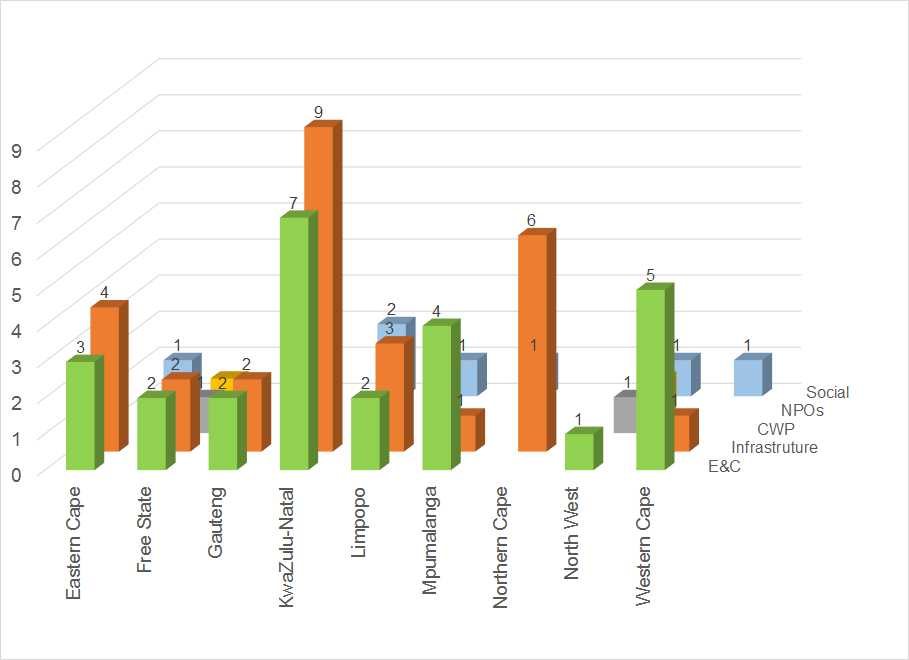 9
9
8
7
7
6
6
5
5
4
4
4
3
3
3
2
2
2
2
2
2
1
1
1
1
1
1
1
1
1
1
1
0
Social
NPOs
CWP
Infrastruture
E&C
Eastern Cape
Free State
Gauteng
KwaZulu-Natal
Limpopo
Mpumalanga
Northern Cape
North West
Western Cape